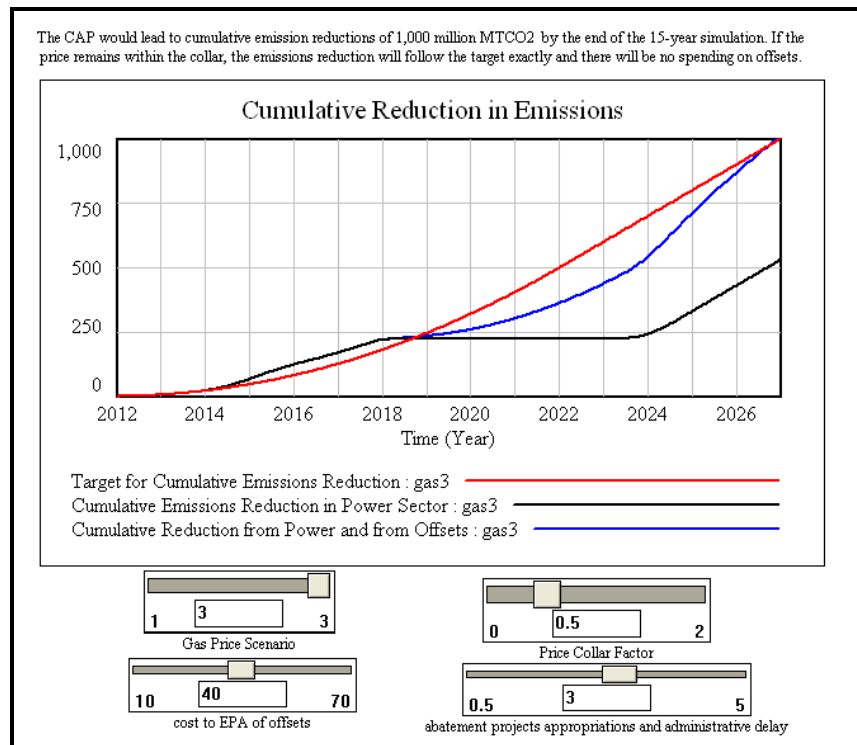 The CAP would lead to cumulative emission reductions of 1,000 million MTCO2 by the end of the 15-year simulation. If the
price remains within the collar, the emissions reduction will follow the target exactly and there will be no spending on offsets.
Cumulative Reduction in Emissions
1,000
750
500
250
0
2012 2014 2016 2018 2020 2022 2024 2026
Time (Year)
Target for Cumulative Emissions Reduction : gas3
Cumulative Emissions Reduction in Power Sector : gas3
Cumulative Reduction from Power and from Offsets : gas3
1 3 3
Gas Price Scenario
0 0.5 2
Price Collar Factor
10 40 70
cost to EPA of offsets
0.5 3 5
abatement projects appropriations and administrative delay